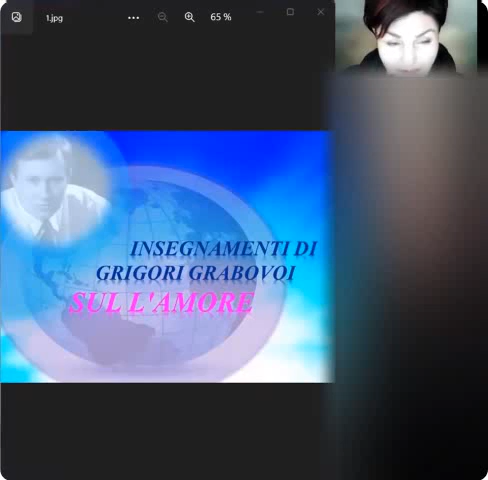 1.jpg
65 %
INSEGNAMENTI DI
GRIGORI GRABOVOI
SUL L'AMORE